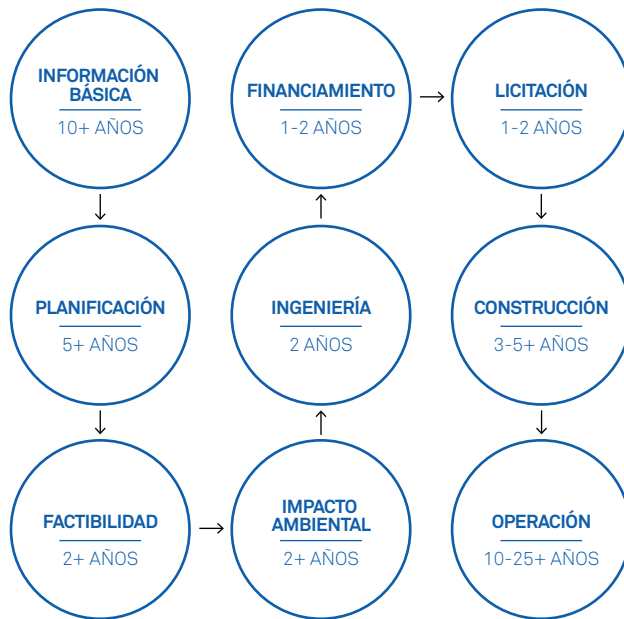 INFORMACIÓN
BÁSICA
10+ AÑOS
PLANIFICACIÓN
5+ AÑOS
FACTIBILIDAD
2+ AÑOS
IMPACTO
AMBIENTAL
2+ AÑOS
INGENIERÍA
2 AÑOS
FINANCIAMIENTO
1-2 AÑOS
LICITACIÓN
1-2 AÑOS
CONSTRUCCIÓN
3-5+ AÑOS
OPERACIÓN
10-25+ AÑOS